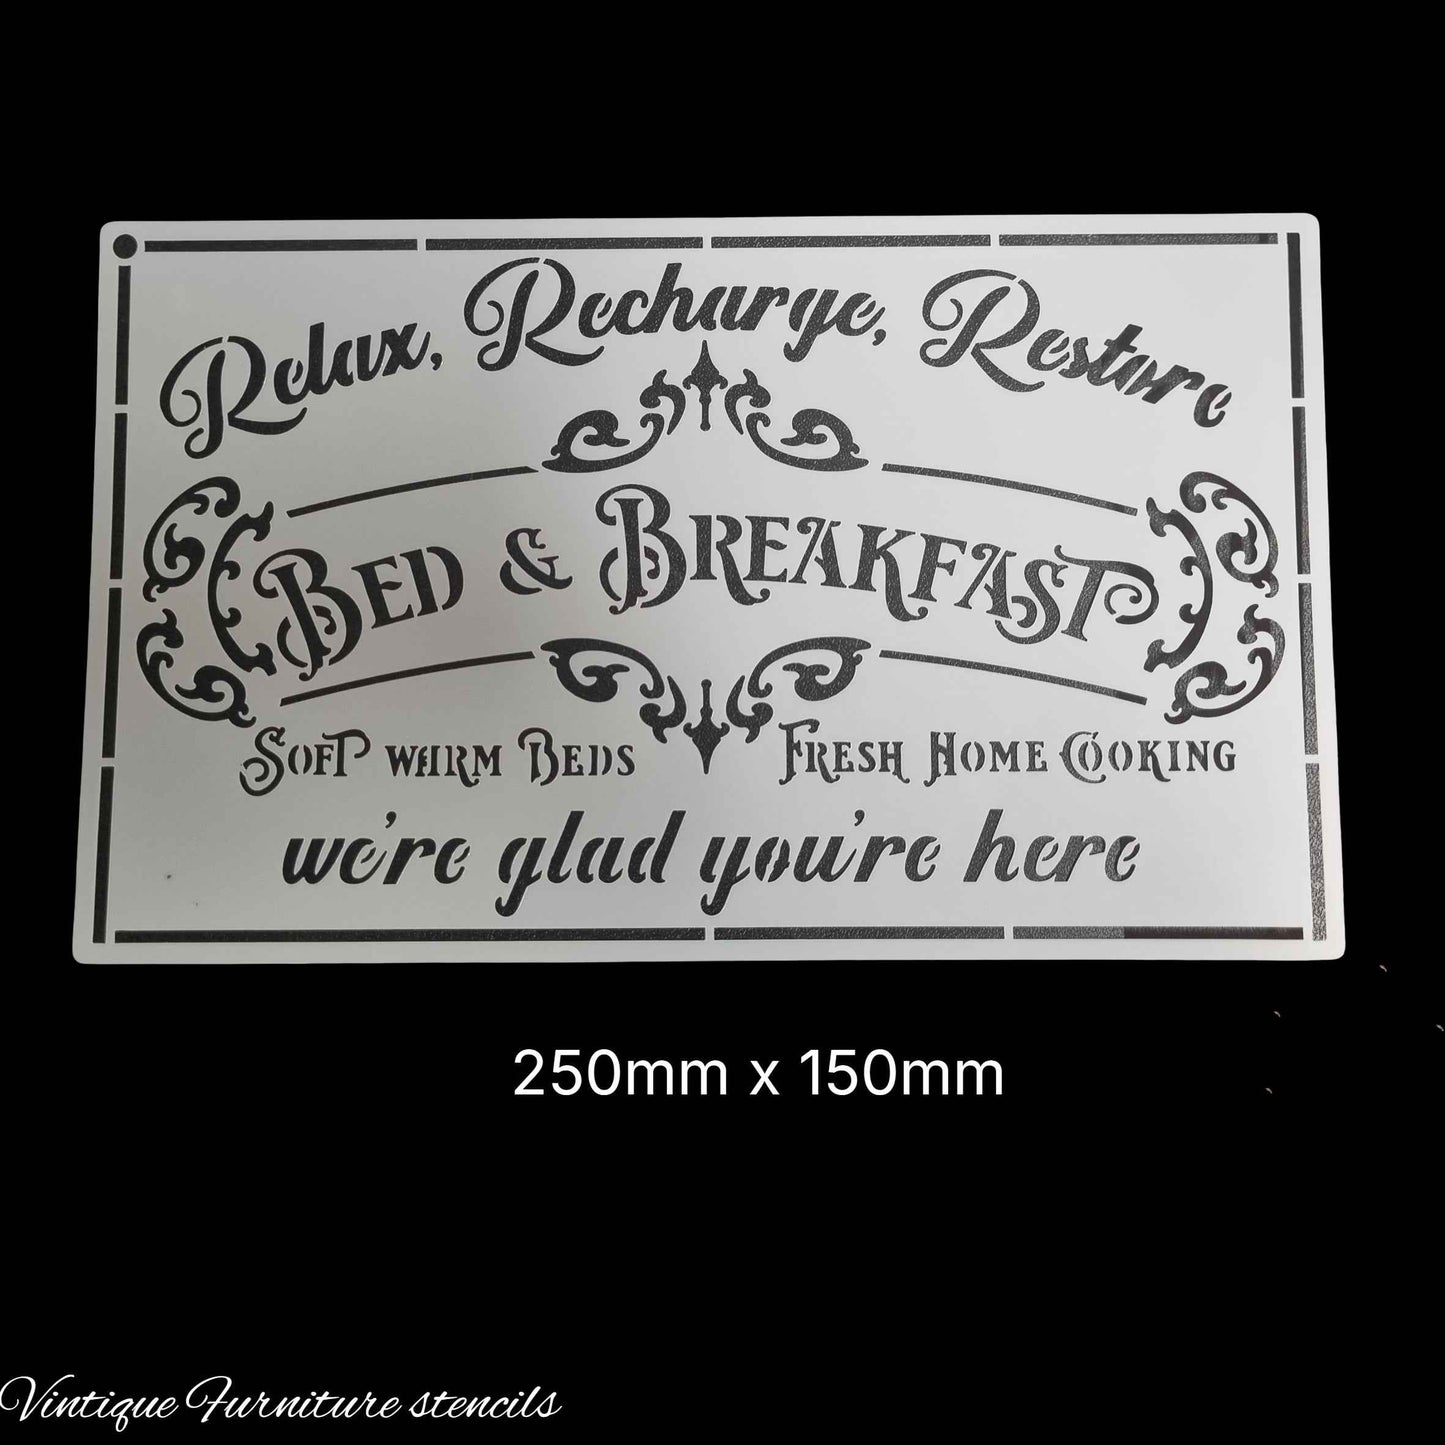 Relax, Recharge, Restore
BED & BREAKFAST
SOFT WARM BEDS FRESH HOME COOKING
we're glad you're here
250mm x 150mm
Vintique Furniture stencils